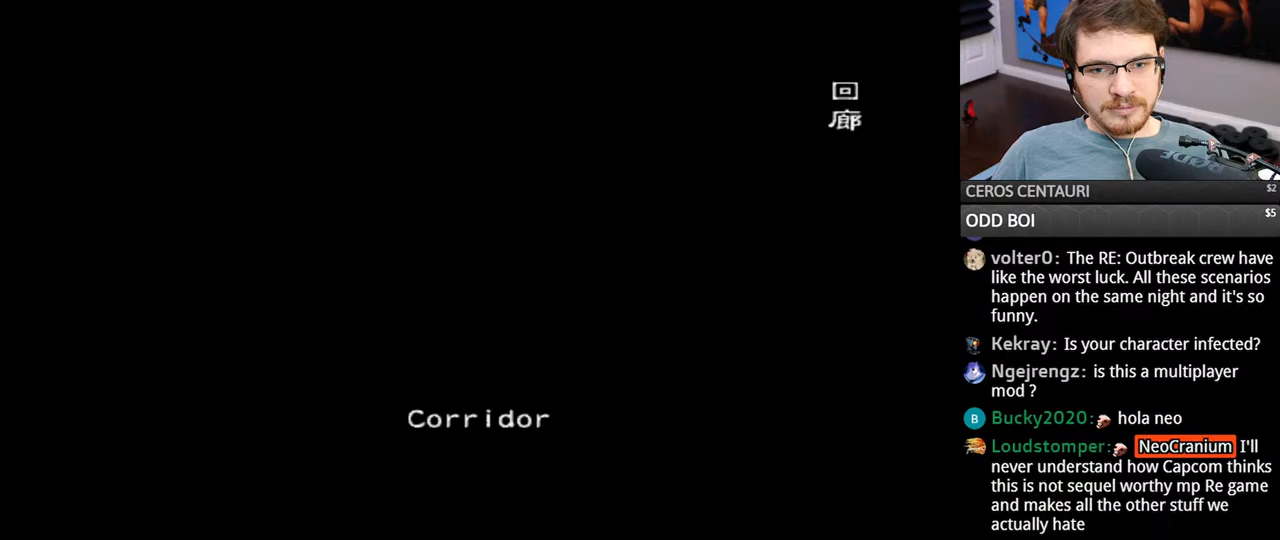 回
廊
Corridor
RODE
CEROS CENTAURI
$2
ODD BOI
$5
volter0: The RE: Outbreak crew have
like the worst luck. All these scenarios
happen on the same night and it's so
funny.
Kekray: Is your character infected?
Ngejrengz: is this a multiplayer
mod ?
B Bucky2020: hola neo
Loudstomper: NeoCranium I'll
never understand how Capcom thinks
this is not sequel worthy mp Re game
and makes all the other stuff we
actually hate